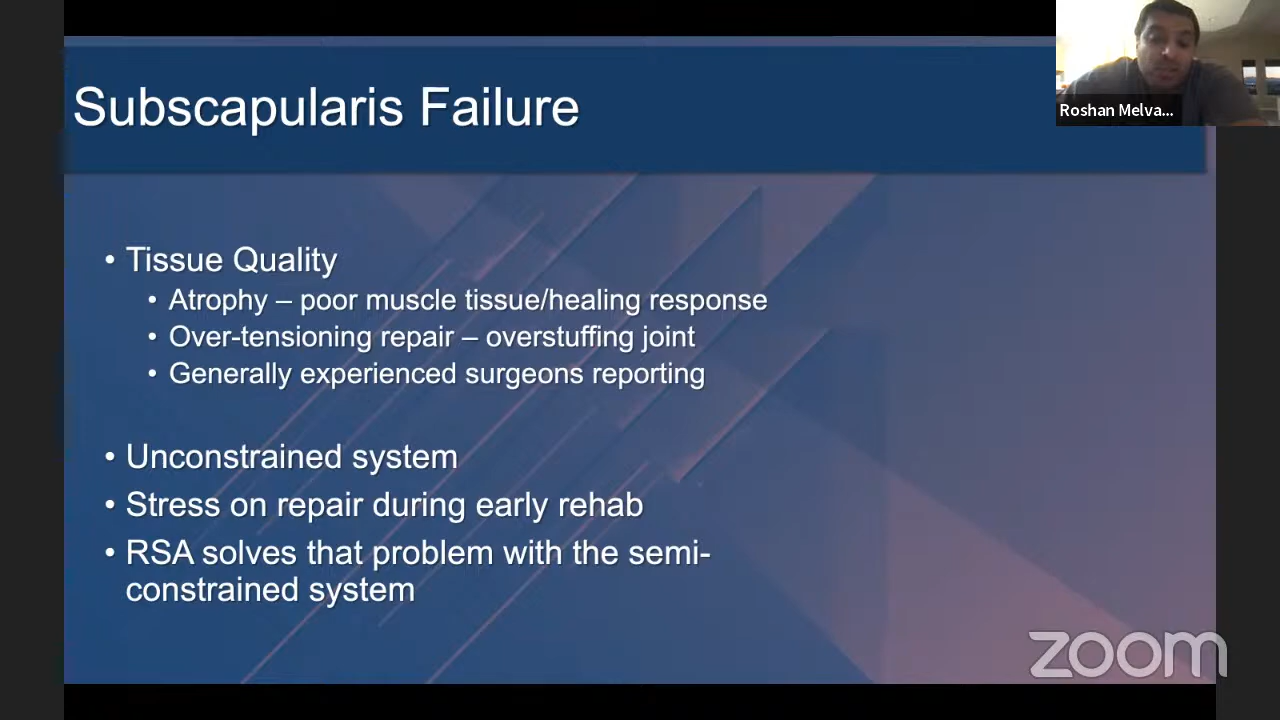 Subscapularis Failure
Roshan Melva...
• Tissue Quality
• Atrophy – poor muscle tissue/healing response
• Over-tensioning repair – overstuffing joint
• Generally experienced surgeons reporting
• Unconstrained system
• Stress on repair during early rehab
• RSA solves that problem with the semi-
constrained system
zoom